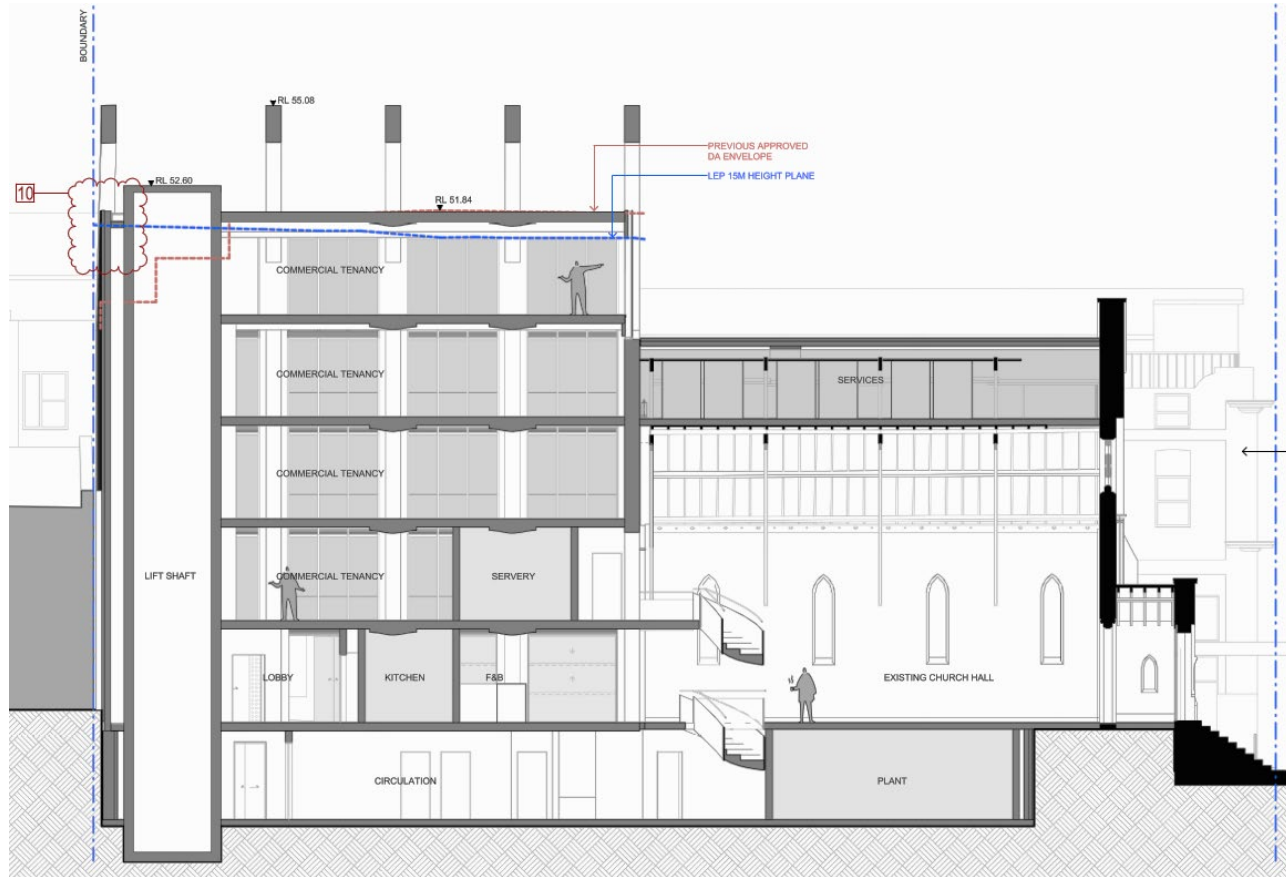 BOUNDARY
RL 55.08
PREVIOUS APPROVED
DA ENVELOPE
LEP 15M HEIGHT PLANE
10
RL 52.60
RL 51.84
COMMERCIAL TENANCY
COMMERCIAL TENANCY
SERVICES
COMMERCIAL TENANCY
LIFT SHAFT
COMMERCIAL TENANCY
SERVERY
LOBBY
KITCHEN
F&B
EXISTING CHURCH HALL
CIRCULATION
PLANT